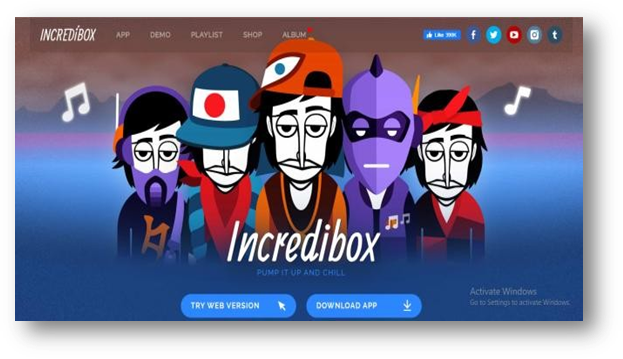 INCREDIBOX APP DEMO PLAYLIST SHOP ALBUM Like 199K
Incredibox
PUMP IT UP AND CHILL
TRY WEB VERSION DOWNLOAD APP
Activate Windows
Go to Settings to activate Windows.